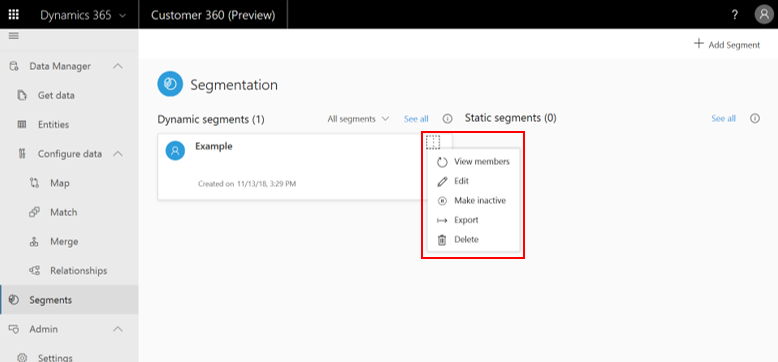 Dynamics 365
Customer 360 (Preview)
?
Add Segment
Data Manager
Get data
Entities
Configure data
Map
Match
Merge
Relationships
Segments
Admin
Settings
Segmentation
Dynamic segments (1)
All segments
See all
Static segments (0)
See all
Example
Created on 11/13/18, 3:29 PM
View members
Edit
Make inactive
Export
Delete